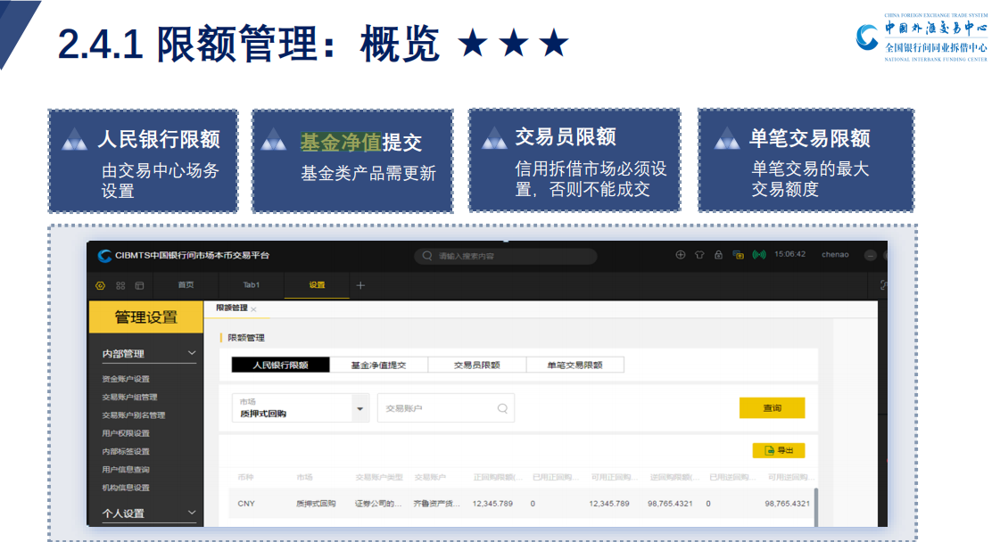 2.4.1 限额管理：概览 ★ ★ ★
CHINA FOREIGN EXCHANGE TRADE SYSTEM
中国外汇交易中心
全国银行间同业拆借中心
NATIONAL INTERBANK FUNDING CENTER
人民银行限额
由交易中心场务
设置
基金净值提交
基金类产品需更新
交易员限额
信用拆借市场必须设
置，否则不能成交
单笔交易限额
单笔交易的最大
交易额度
CIBMTS中国银行间市场本币交易平台
请输入搜索内容
15:06:42 chenao
首页 Tab1 设置
管理设置
限额管理
内部管理
资金账户设置
交易账户组管理
交易账户别名管理
用户权限设置
内部标签设置
用户信息查询
机构信息设置
个人设置
限额管理
人民银行限额 基金净值提交 交易员限额 单笔交易限额
市场
质押式回购
交易账户
查询
导出
币种 市场 交易账户类型 交易账户 正回购限额(... 已用正回购... 可用正回购... 逆回购限额(... 已用逆回购... 可用逆回购...
CNY 质押式回购 证券公司的... 齐鲁资产货... 12,345.789 0 12,345.789 98,765.4321 0 98,765.4321